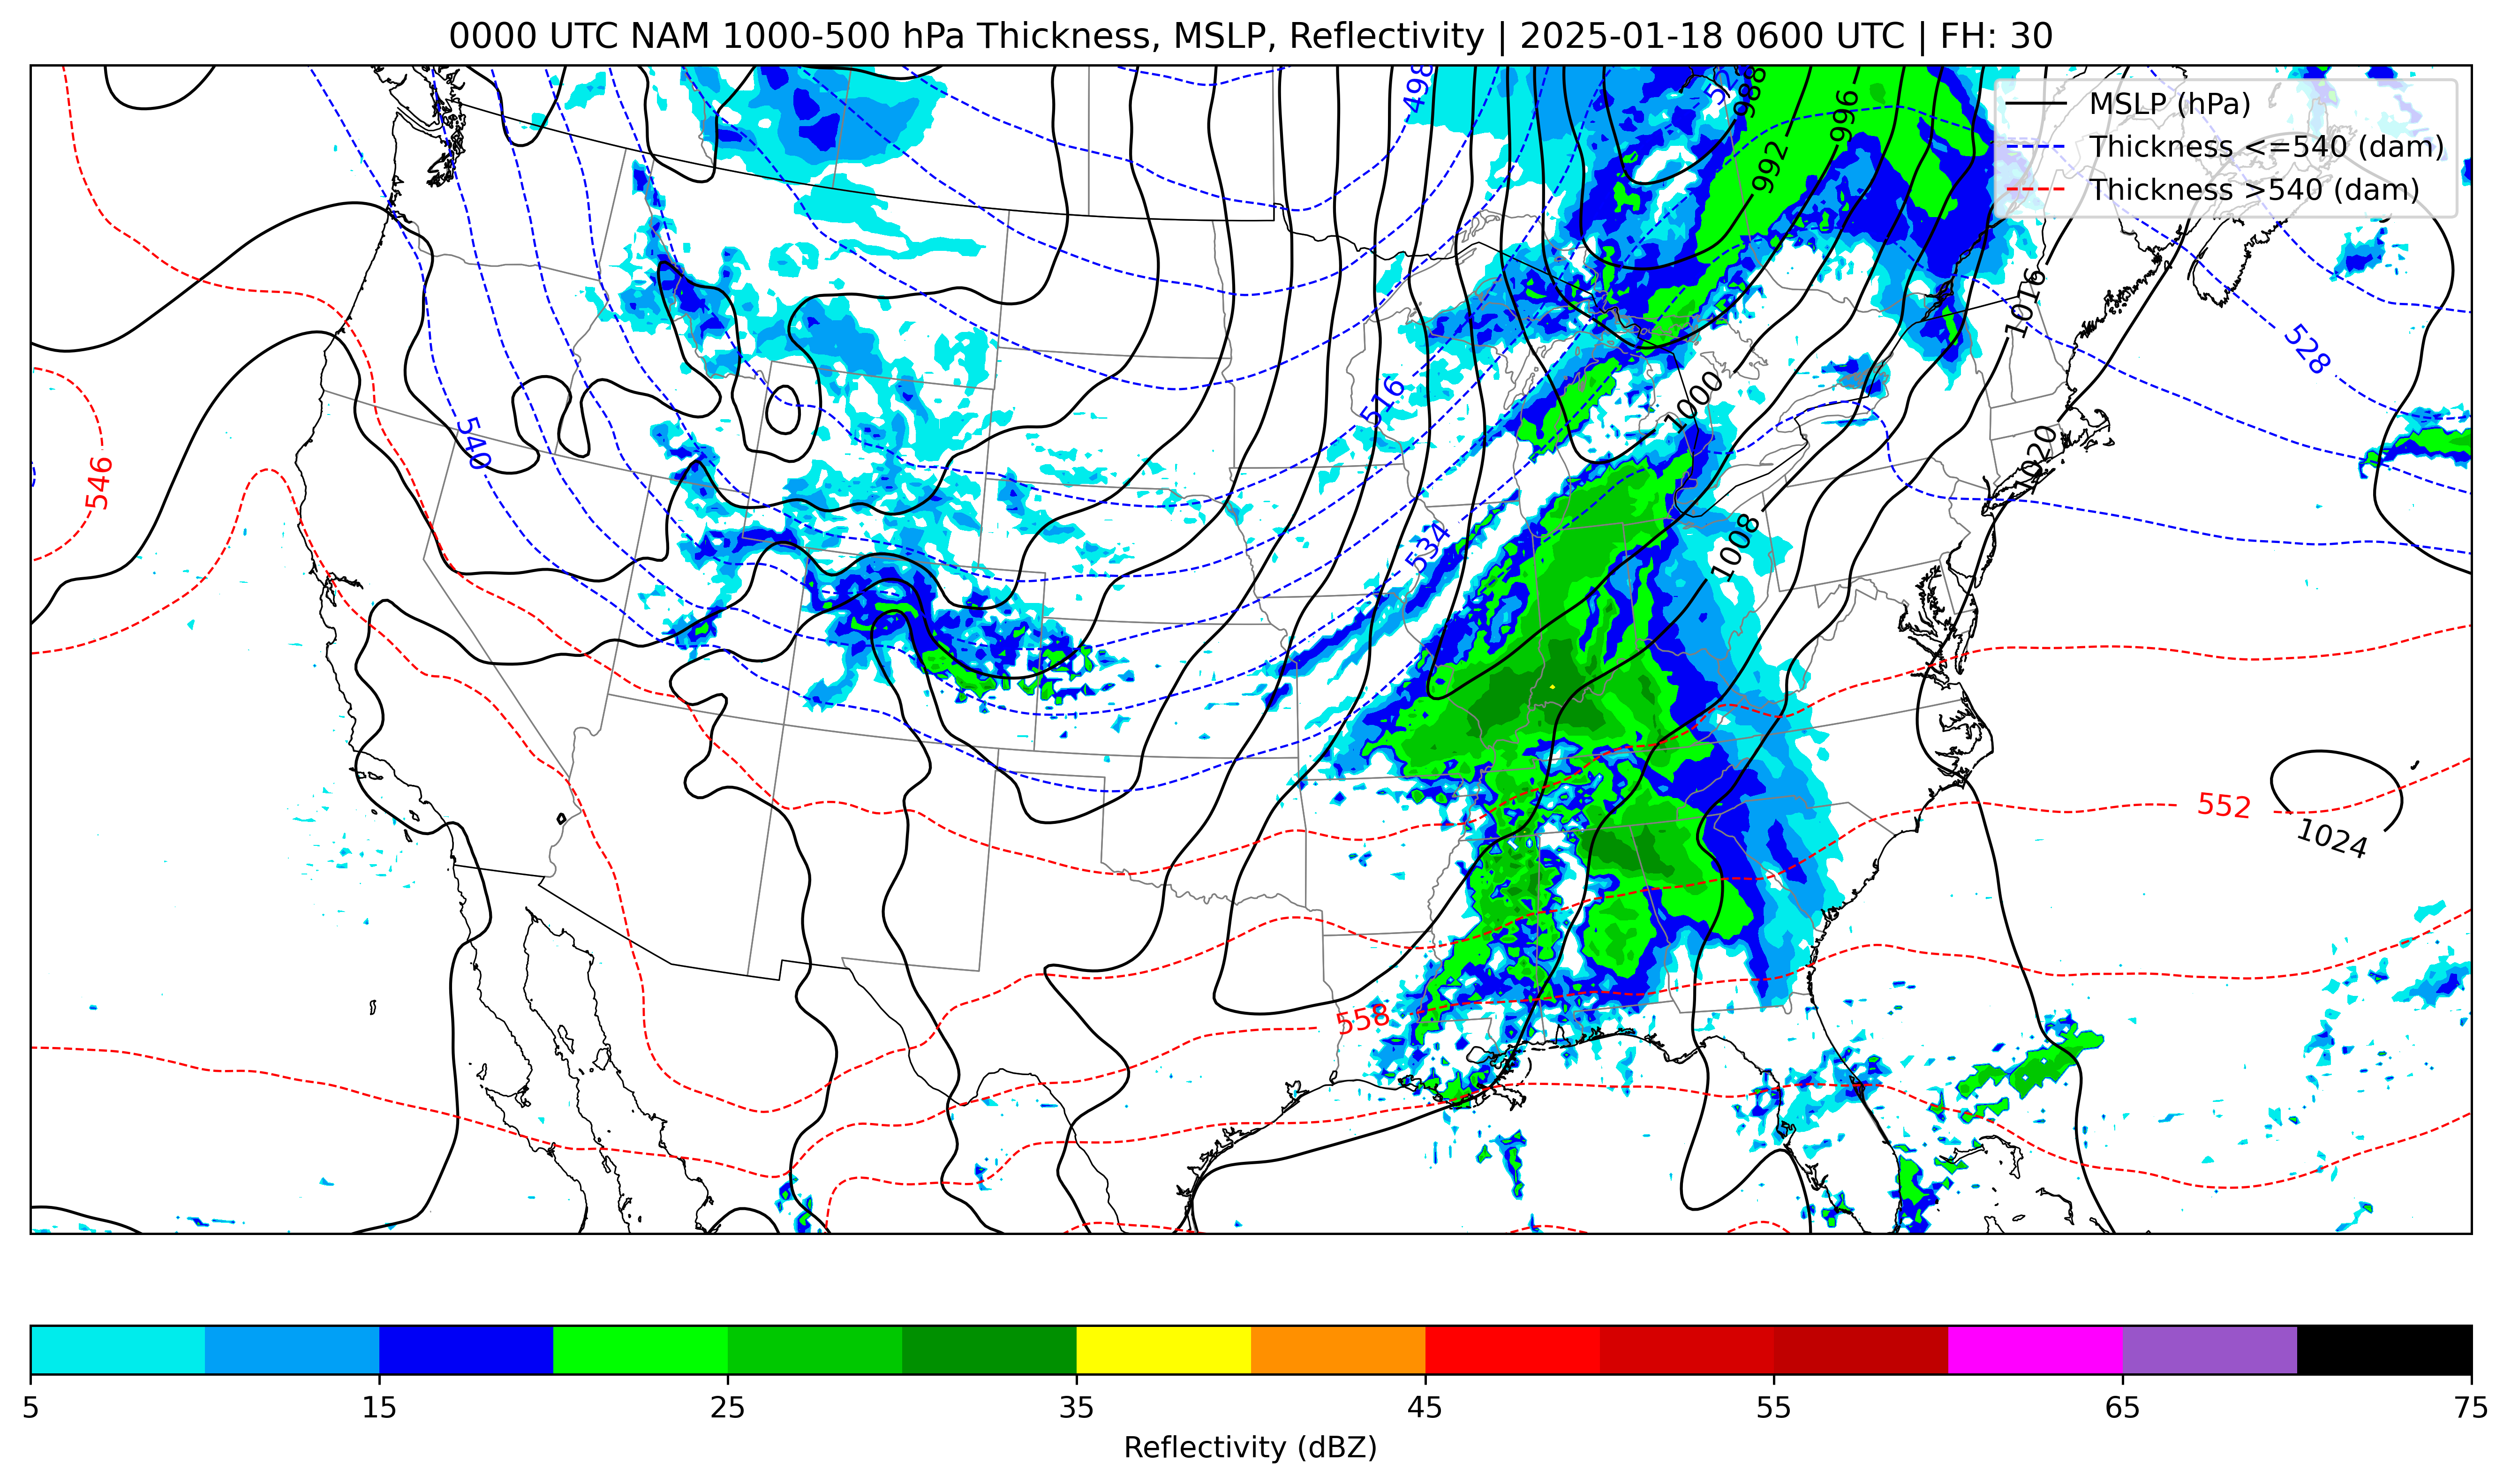 0000 UTC NAM 1000-500 hPa Thickness, MSLP, Reflectivity | 2025-01-18 0600 UTC | FH: 30
MSLP (hPa)
Thickness <=540 (dam)
Thickness >540 (dam)
498
988
996
992
1016
528
516
1000
540
546
1020
534
1008
552
1024
558
5 15 25 35 45 55 65 75
Reflectivity (dBZ)